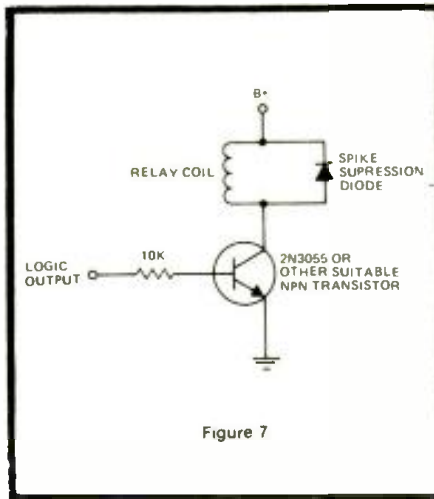 B+
RELAY COIL
SPIKE
SUPRESSION
DIODE
10K
LOGIC
OUTPUT
2N3055 OR
OTHER SUITABLE
NPN TRANSISTOR
Figure 7